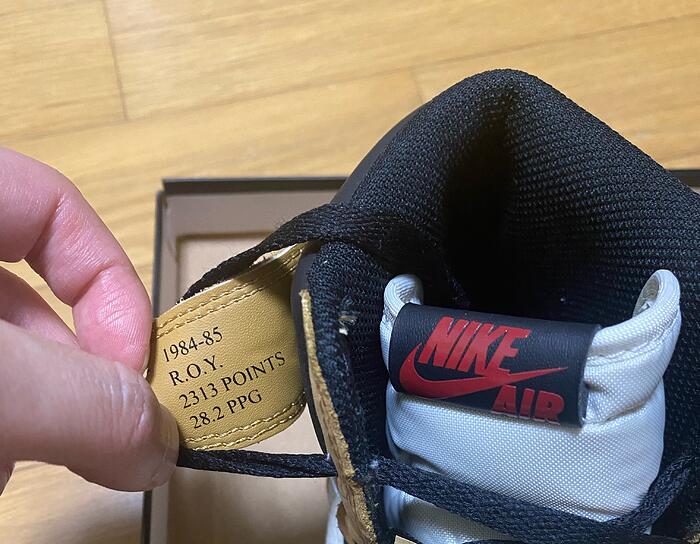 1984-85
R.O.Y.
2313 POINTS
28.2 PPG
NIKE
AIR